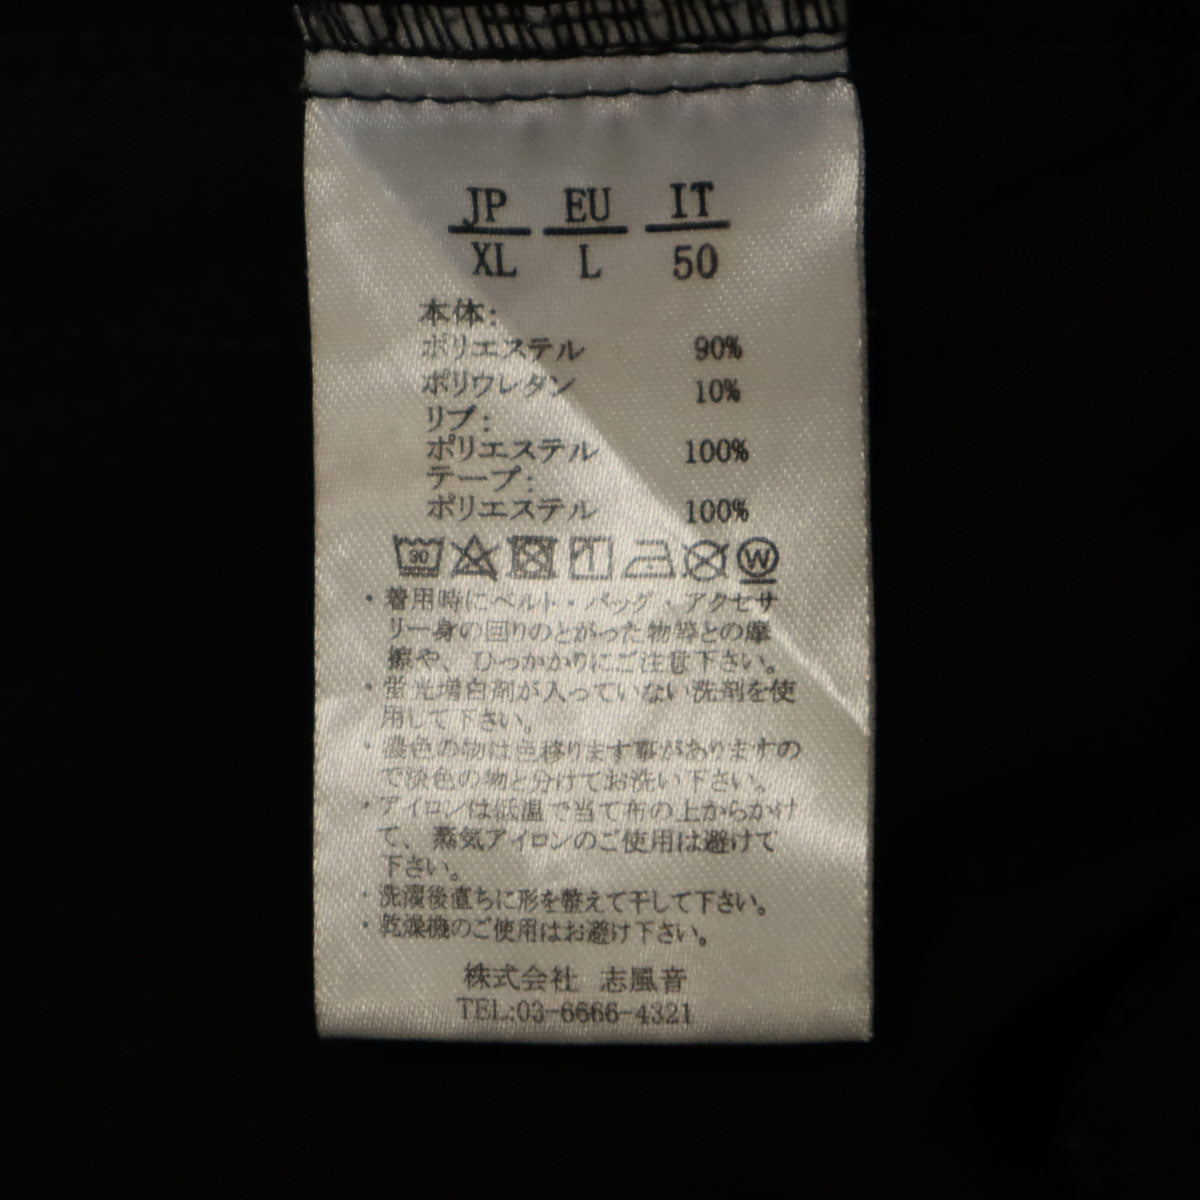 JP EU IT
XL L 50
本体:
ポリエステル 90%
ポリウレタン 10%
リブ:
ポリエステル 100%
テープ:
ポリエステル 100%
30 W
・着用時にベルト・バッグ・アクセサ
リー身の回りのとがった物等との摩
擦や、ひっかかりにご注意下さい。
・蛍光増白剤が入っていない洗剤を使
用して下さい。
・濃色の物は色移ります事がありますの
で淡色の物と分けてお洗い下さい。
・アイロンは低温で当て布の上からかけ
て、蒸気アイロンのご使用は避けて
下さい。
・洗濯後直ちに形を整えて干して下さい。
・乾燥機のご使用はお避け下さい。
株式会社 志風音
TEL:03-6666-4321